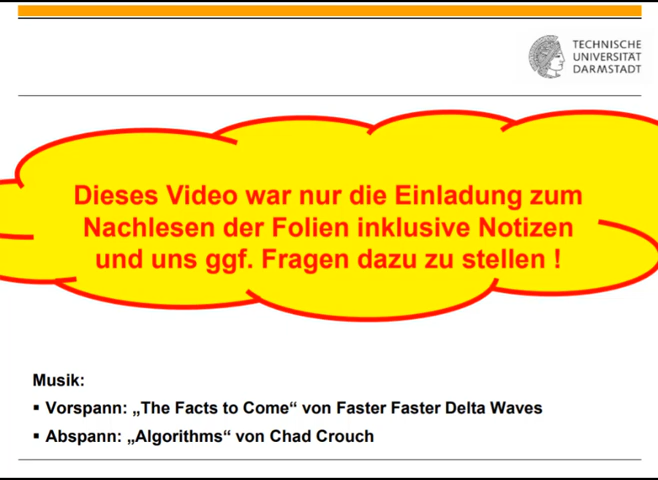 TECHNISCHE
UNIVERSITÄT
DARMSTADT
Dieses Video war nur die Einladung zum
Nachlesen der Folien inklusive Notizen
und uns ggf. Fragen dazu zu stellen !
Musik:
▪ Vorspann: „The Facts to Come“ von Faster Faster Delta Waves
▪ Abspann: „Algorithms“ von Chad Crouch